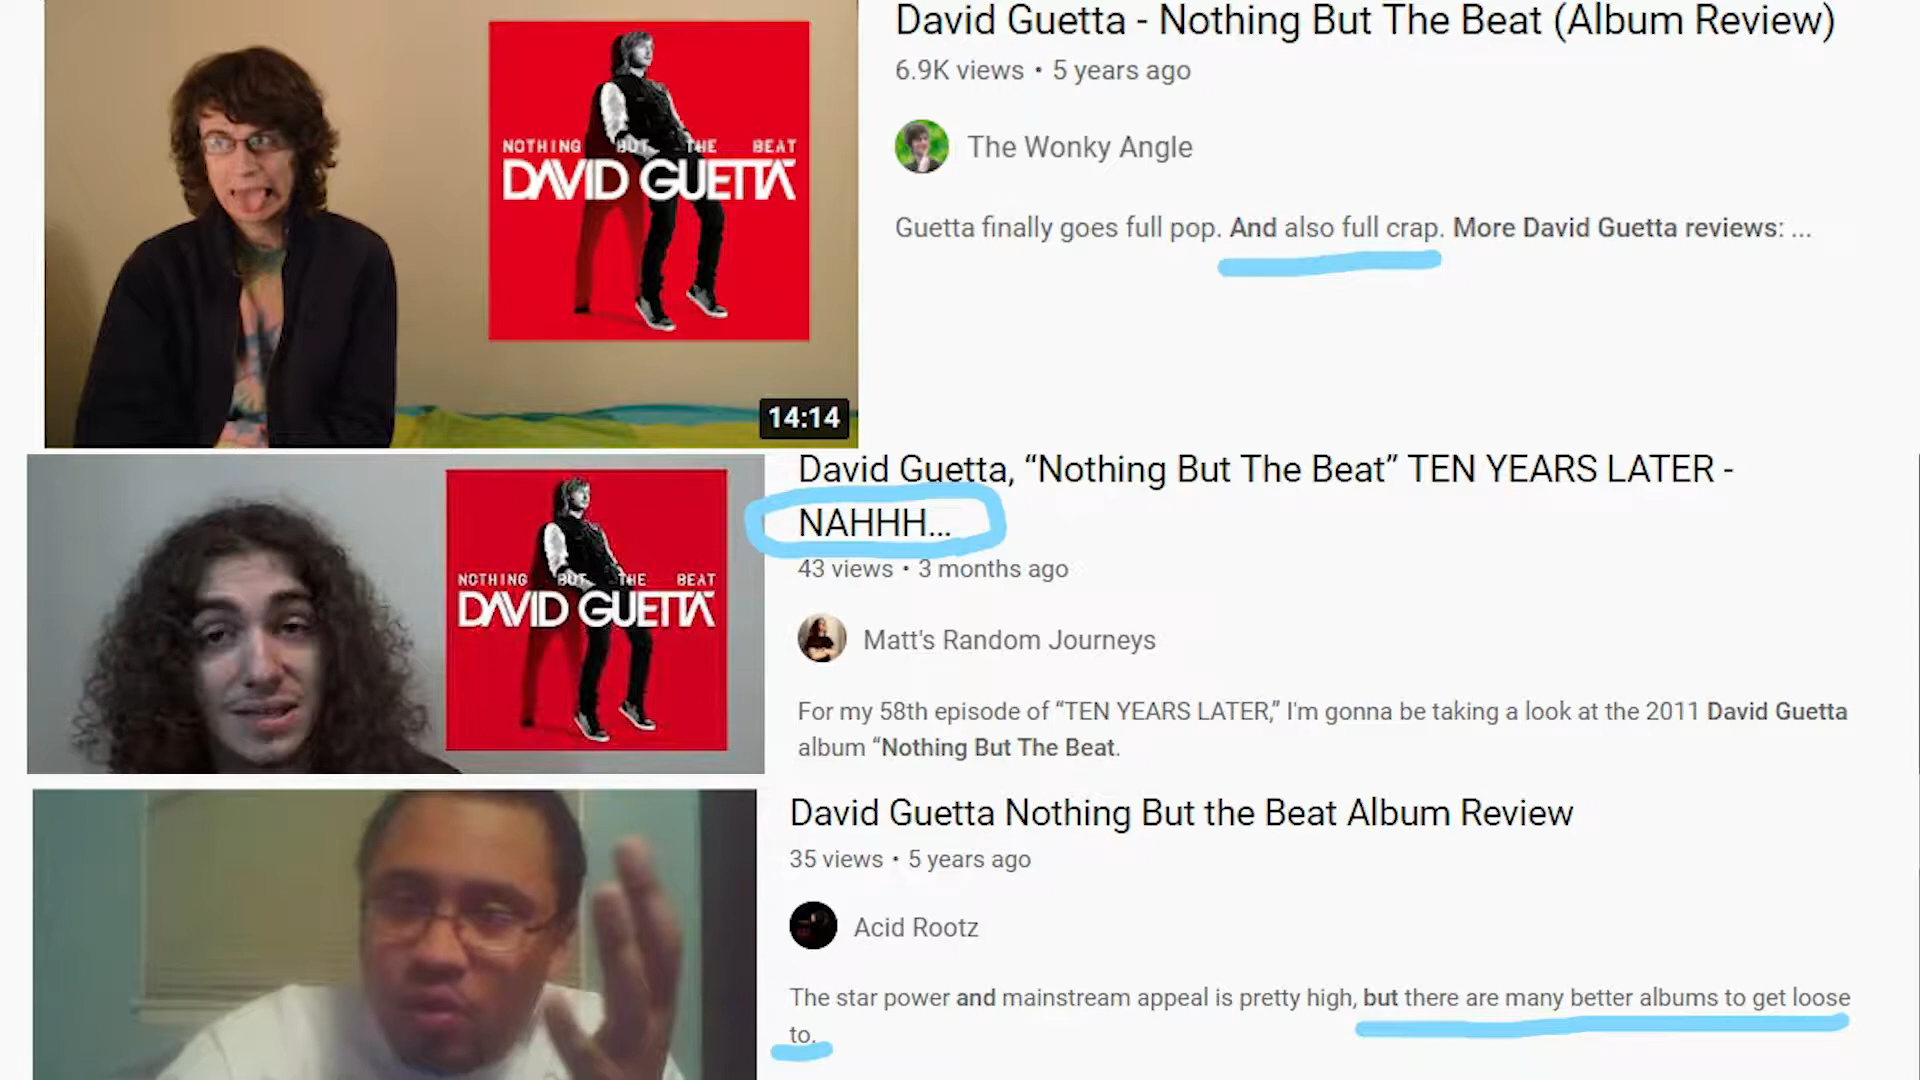 David Guetta - Nothing But The Beat (Album Review)
6.9K views • 5 years ago
NOTHING BUT THE BEAT
DAVID GUETTA
The Wonky Angle
Guetta finally goes full pop. And also full crap. More David Guetta reviews: ...
14:14
David Guetta, “Nothing But The Beat” TEN YEARS LATER -
NAHHH...
43 views • 3 months ago
NOTHING BUT THE BEAT
DAVID GUETTA
Matt's Random Journeys
For my 58th episode of “TEN YEARS LATER,” I'm gonna be taking a look at the 2011 David Guetta
album “Nothing But The Beat.
David Guetta Nothing But the Beat Album Review
35 views • 5 years ago
Acid Rootz
The star power and mainstream appeal is pretty high, but there are many better albums to get loose
to.